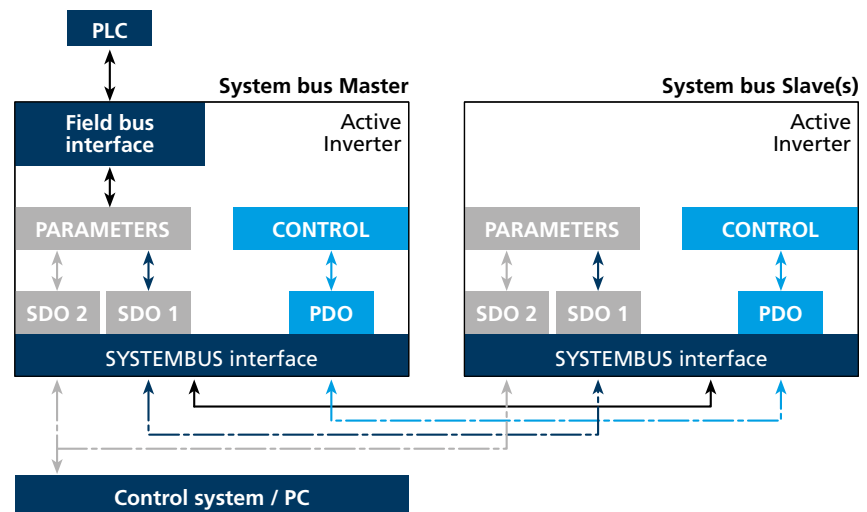 PLC
System bus Master
Field bus
interface
Active
Inverter
PARAMETERS
CONTROL
SDO 2
SDO 1
PDO
SYSTEMBUS interface
System bus Slave(s)
Active
Inverter
PARAMETERS
CONTROL
SDO 2
SDO 1
PDO
SYSTEMBUS interface
Control system / PC